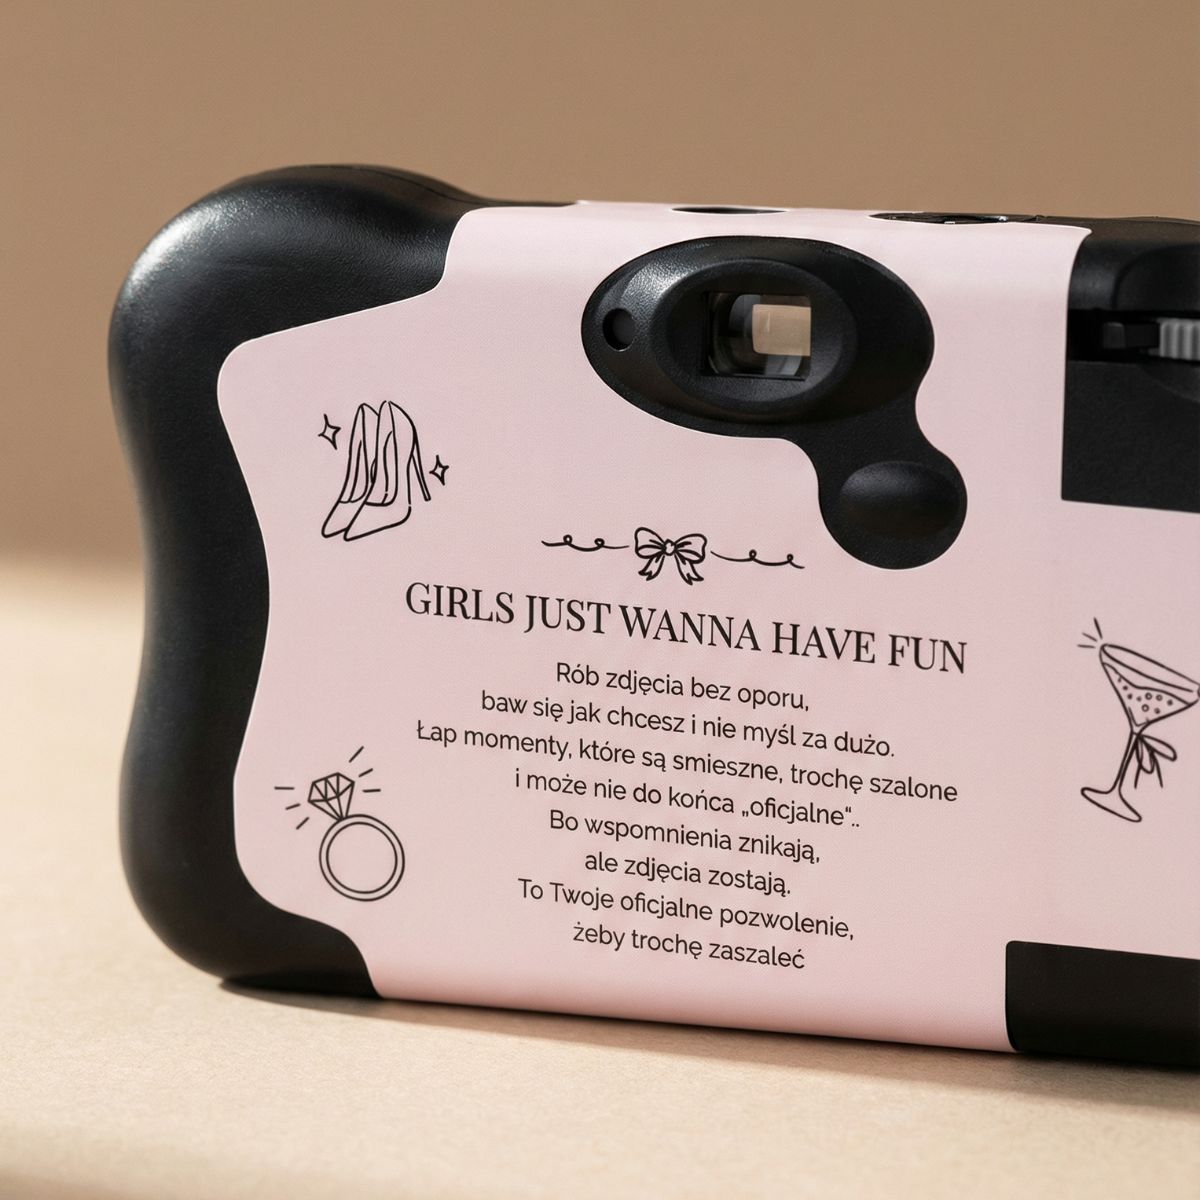 GIRLS JUST WANNA HAVE FUN
Rób zdjęcia bez oporu,
baw się jak chcesz i nie myśl za dużo.
Łap momenty, które są smieszne, trochę szalone
i może nie do końca „oficjalne“..
Bo wspomnienia znikają,
ale zdjęcia zostają.
To Twoje oficjalne pozwolenie,
żeby trochę zaszaleć